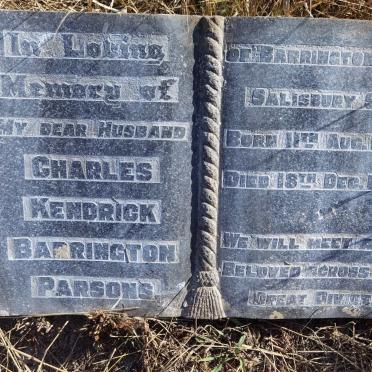 In Loving
Memory of
MY DEAR HUSBAND
CHARLES
KENDRICK
BARRINGTON
PARSONS
OF BARRINGTON
SALISBURY
BORN 11TH AUG.
DIED 18TH DEC.
WE WILL MEET
BELOVED ACROSS
GREAT